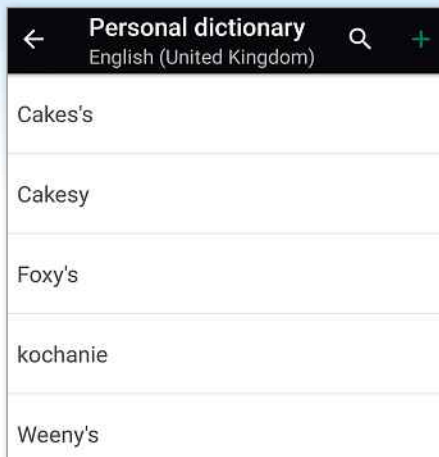 Personal dictionary
English (United Kingdom)
Cakes's
Cakesy
Foxy's
kochanie
Weeny's